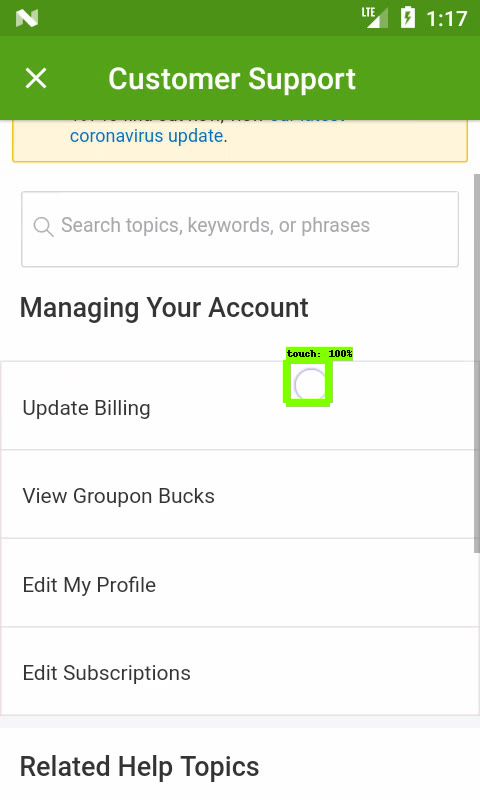 LTE 1:17
Customer Support
coronavirus update.
Search topics, keywords, or phrases
Managing Your Account
touch: 100%
Update Billing
View Groupon Bucks
Edit My Profile
Edit Subscriptions
Related Help Topics